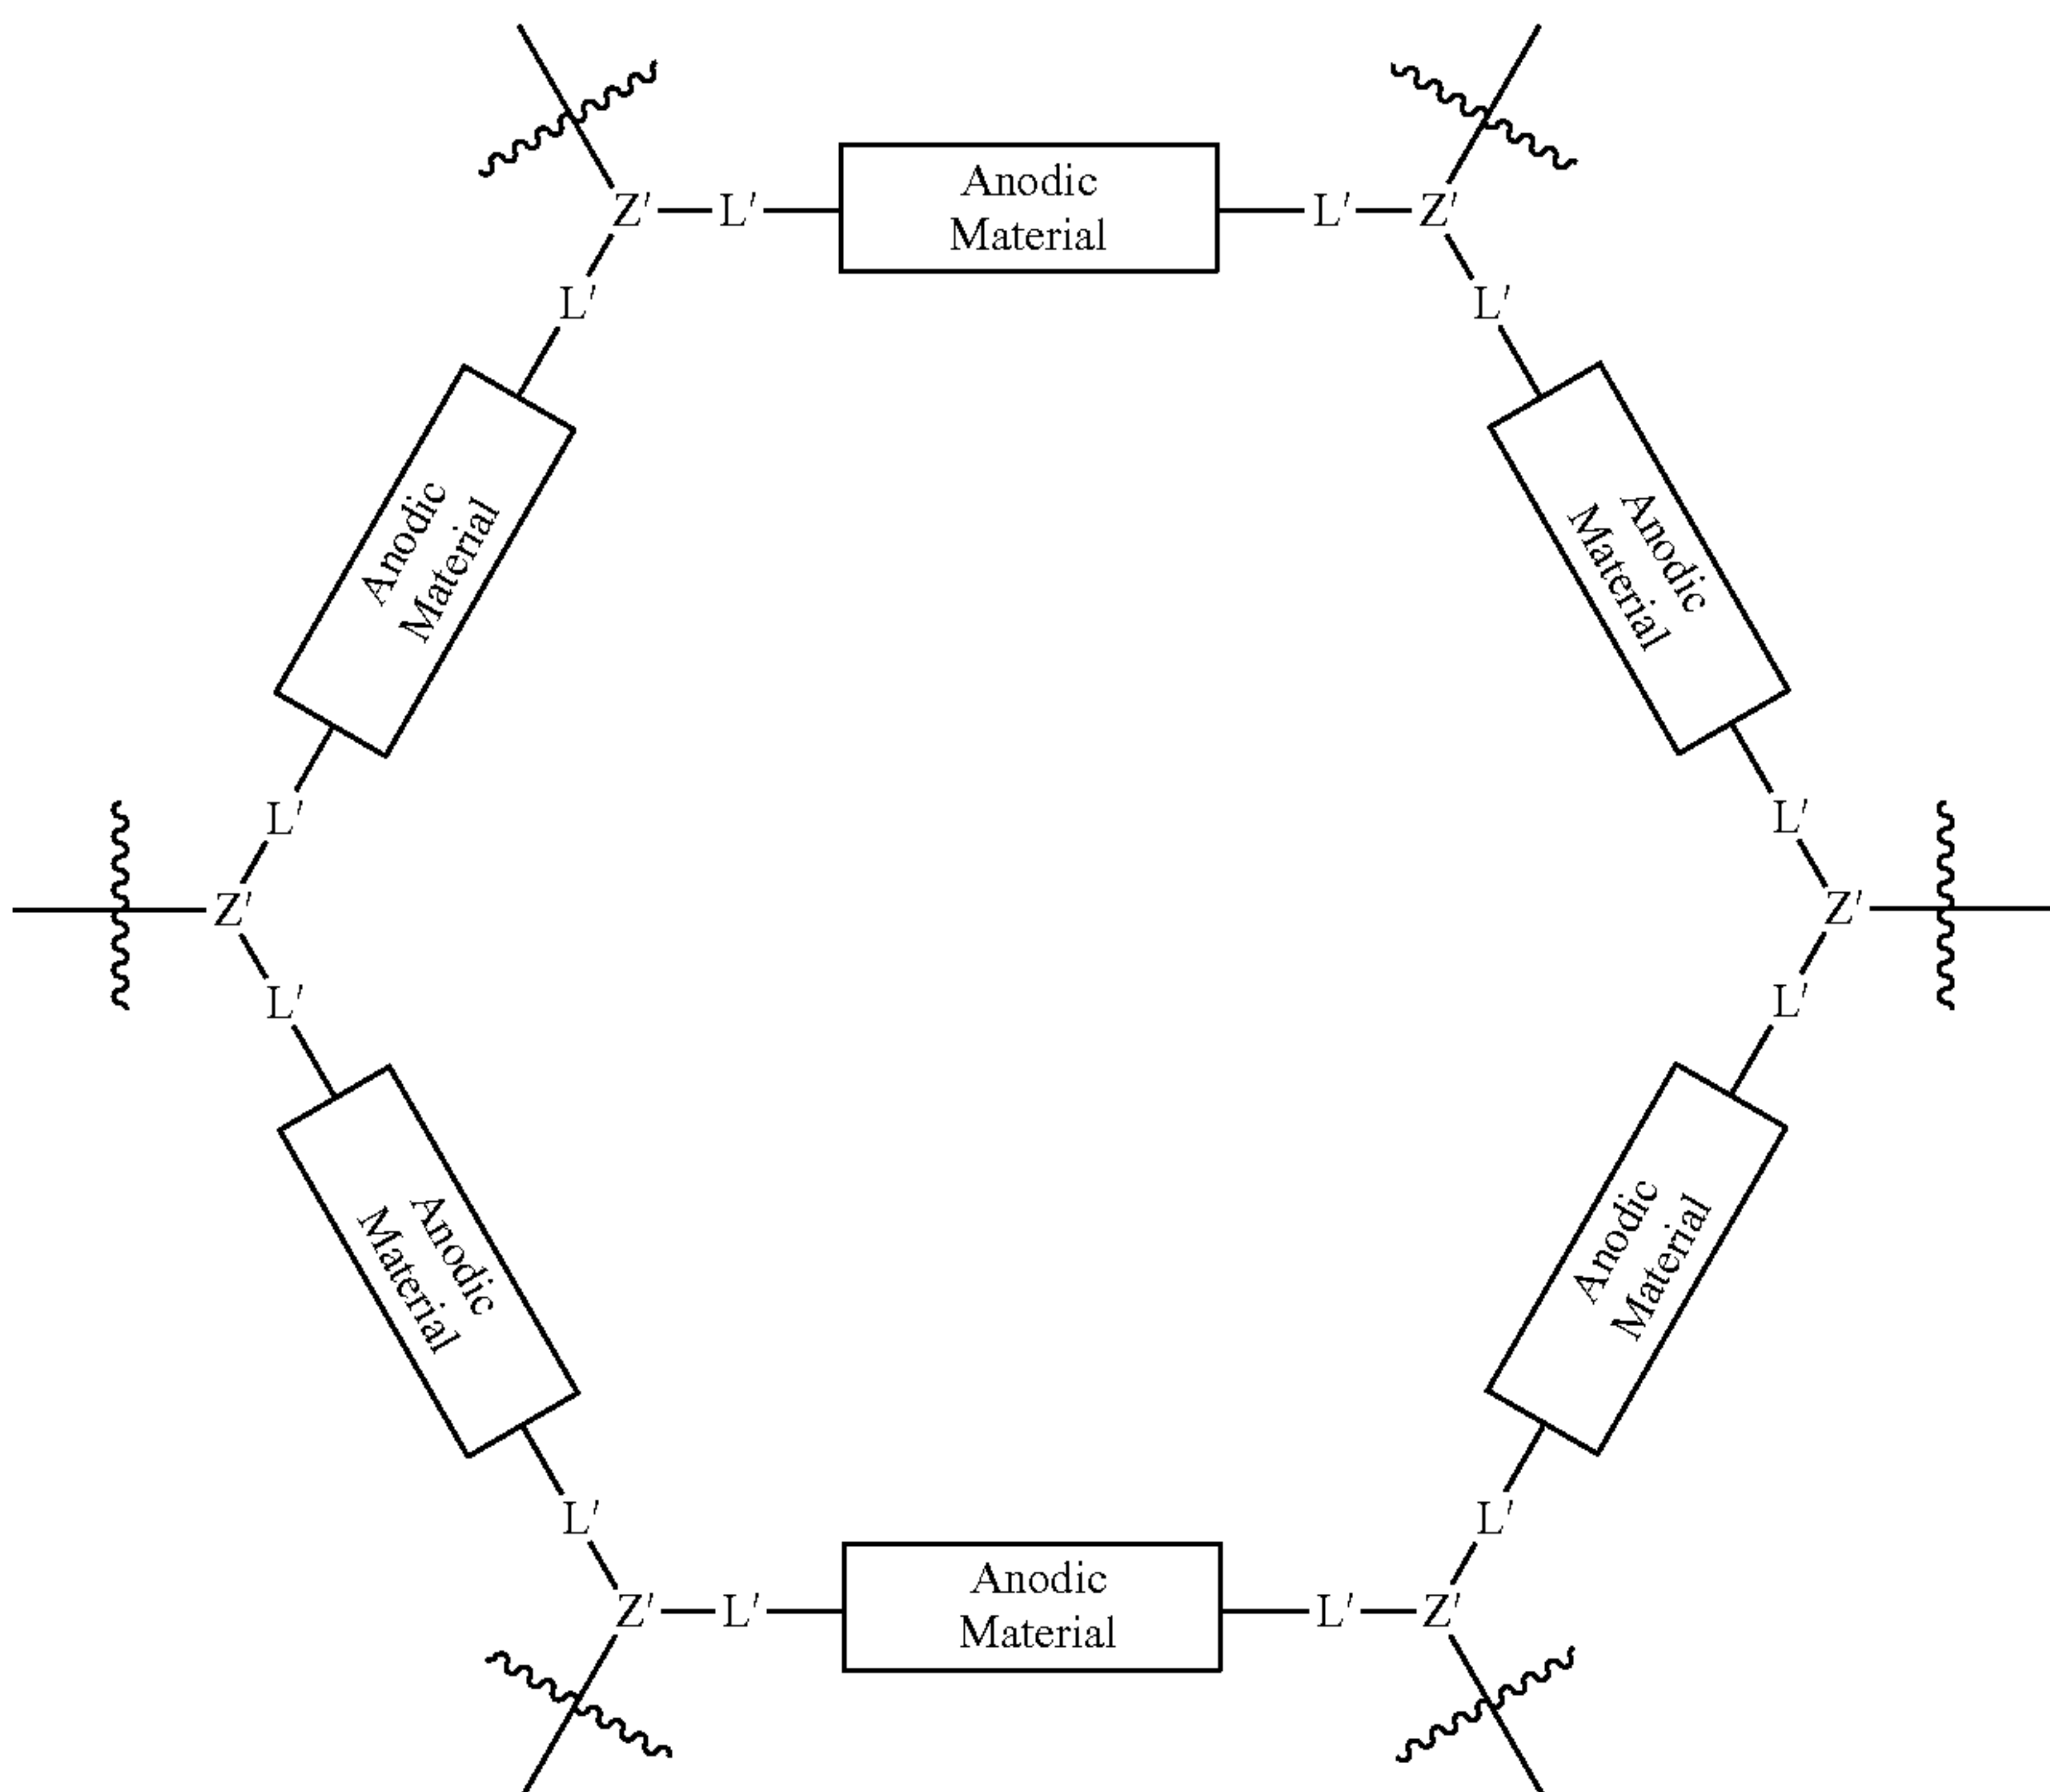 Z' L' Anodic L' Z'
Material
L' L'
Anodic Anodic
Material Material
L' L'
Z' Z'
L' L'
Anodic Anodic
Material Material
L' L'
Z' L' Anodic L' Z'
Material